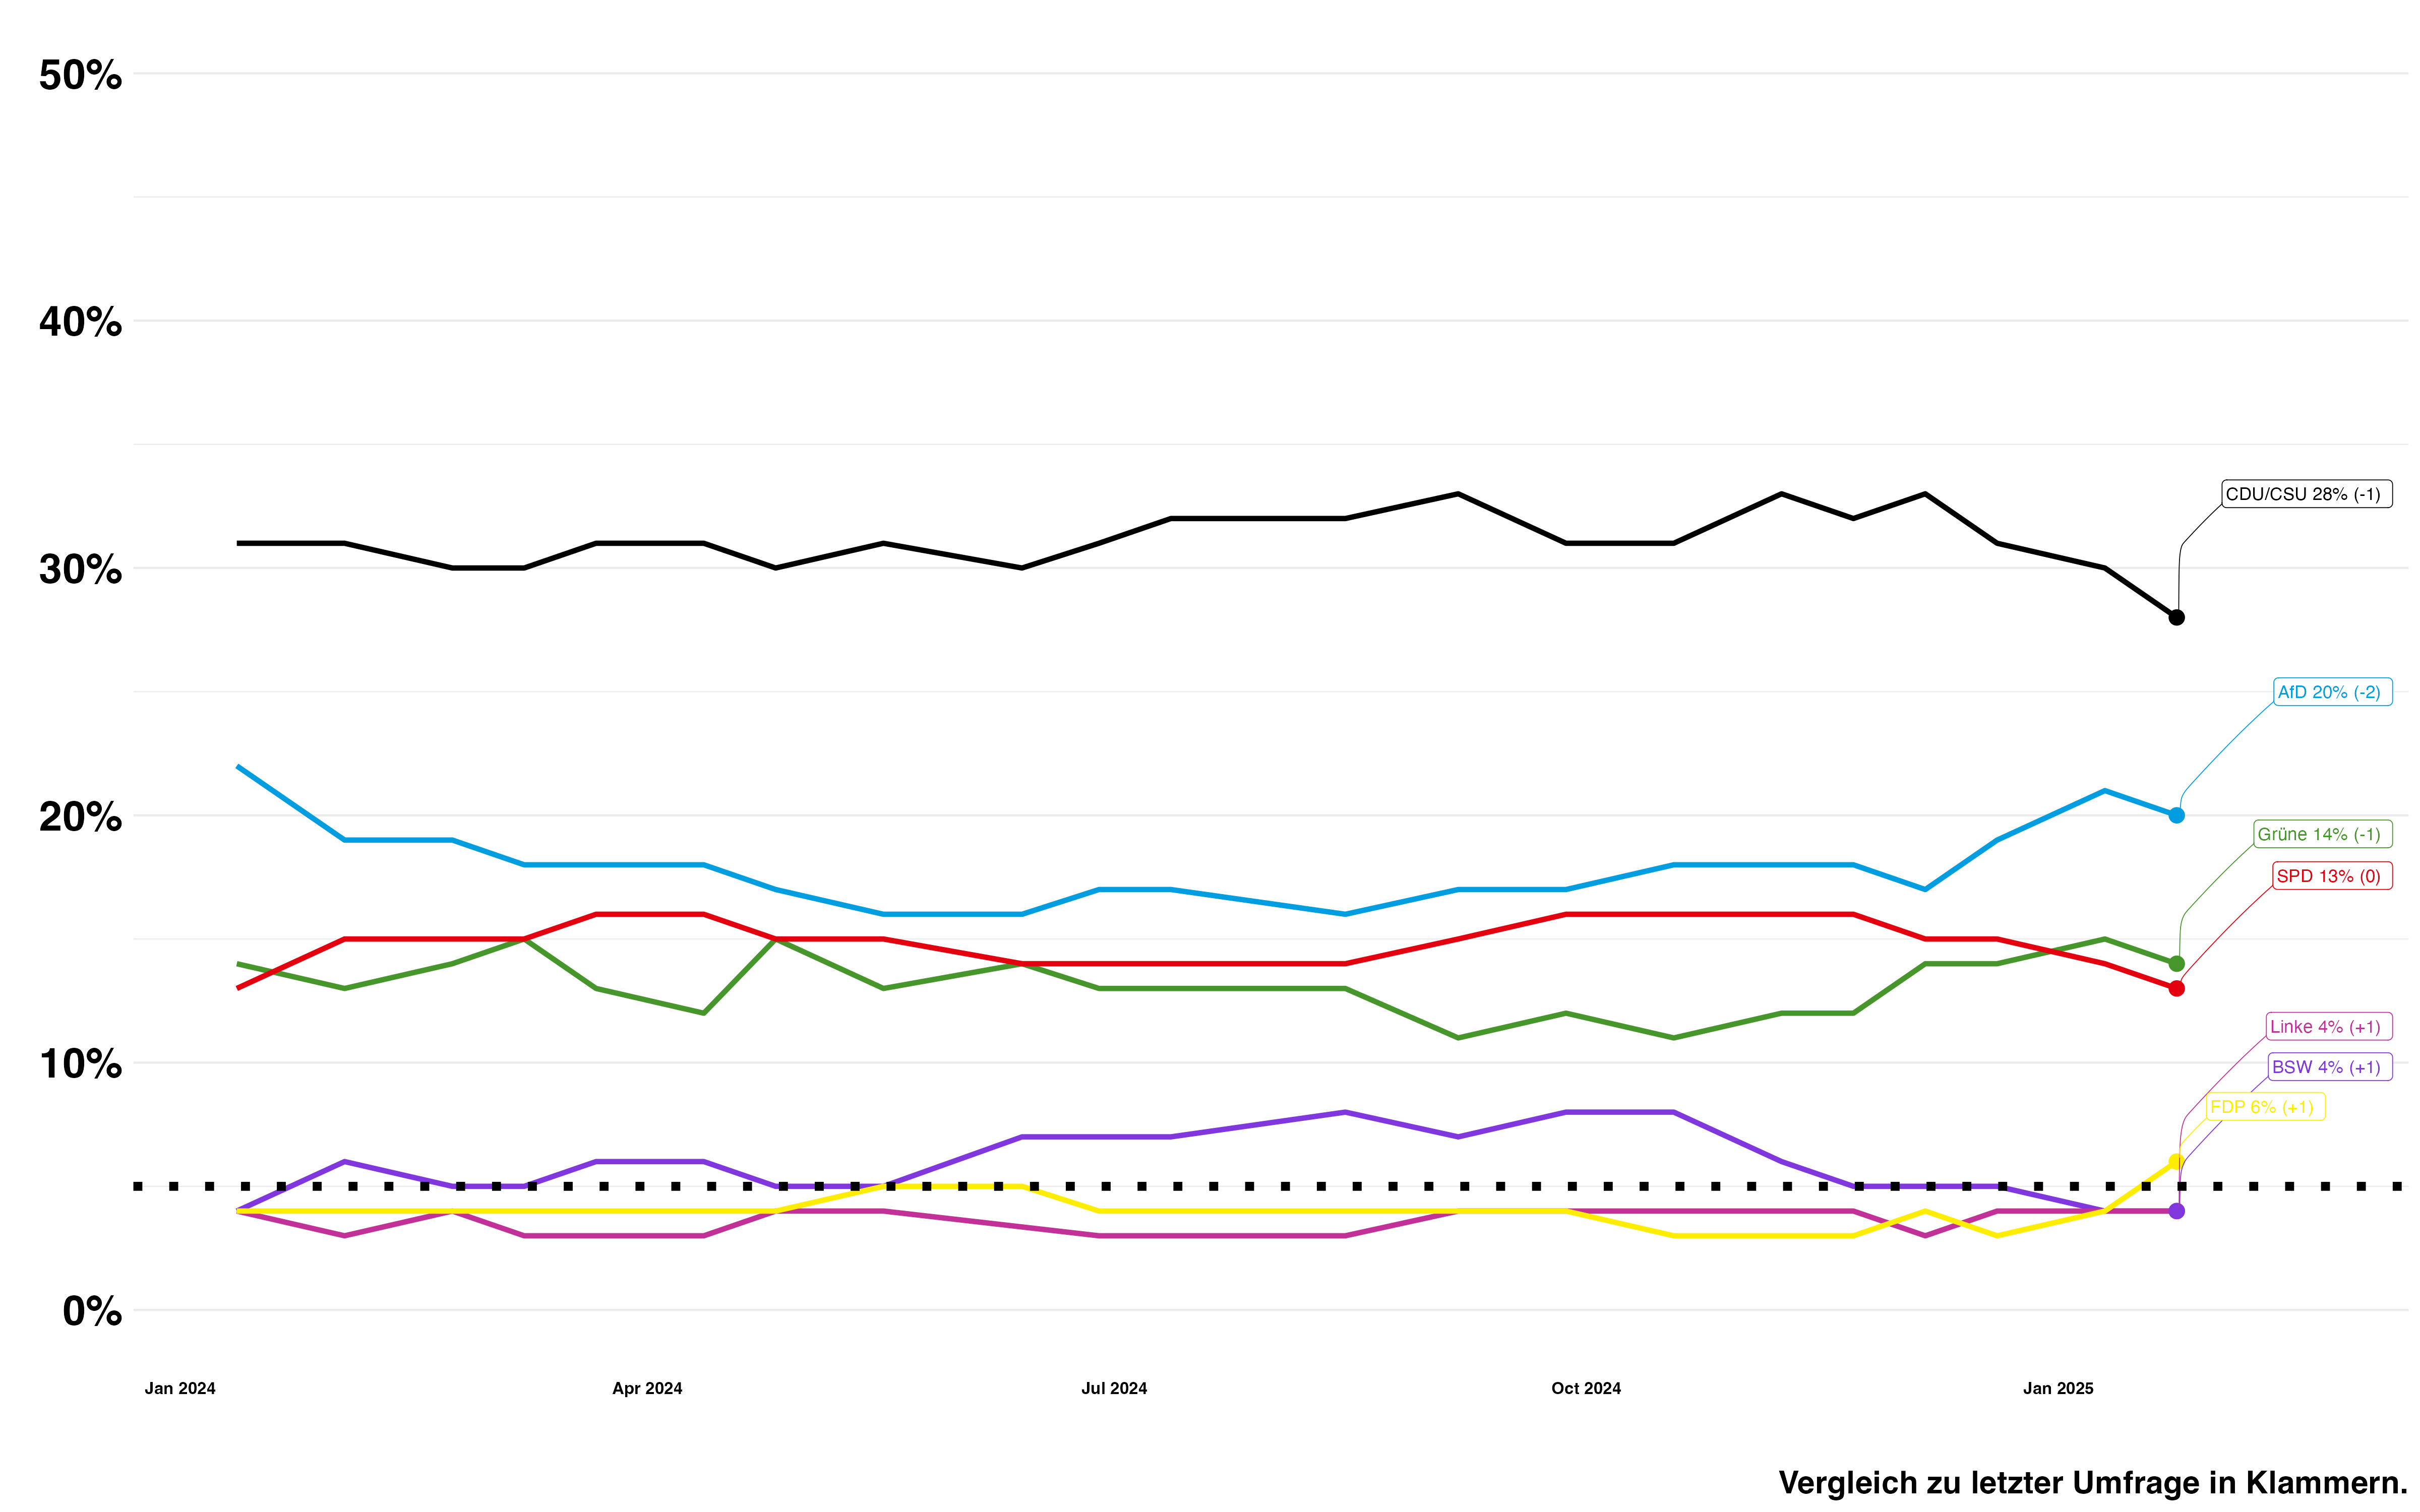 50%
40%
30%
20%
10%
0%
CDU/CSU 28% (-1)
AfD 20% (-2)
Grüne 14% (-1)
SPD 13% (0)
Linke 4% (+1)
BSW 4% (+1)
FDP 6% (+1)
Jan 2024
Apr 2024
Jul 2024
Oct 2024
Jan 2025
Vergleich zu letzter Umfrage in Klammern.